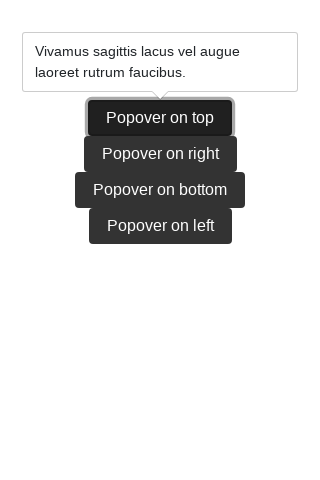 Vivamus sagittis lacus vel augue
laoreet rutrum faucibus.
Popover on top
Popover on right
Popover on bottom
Popover on left